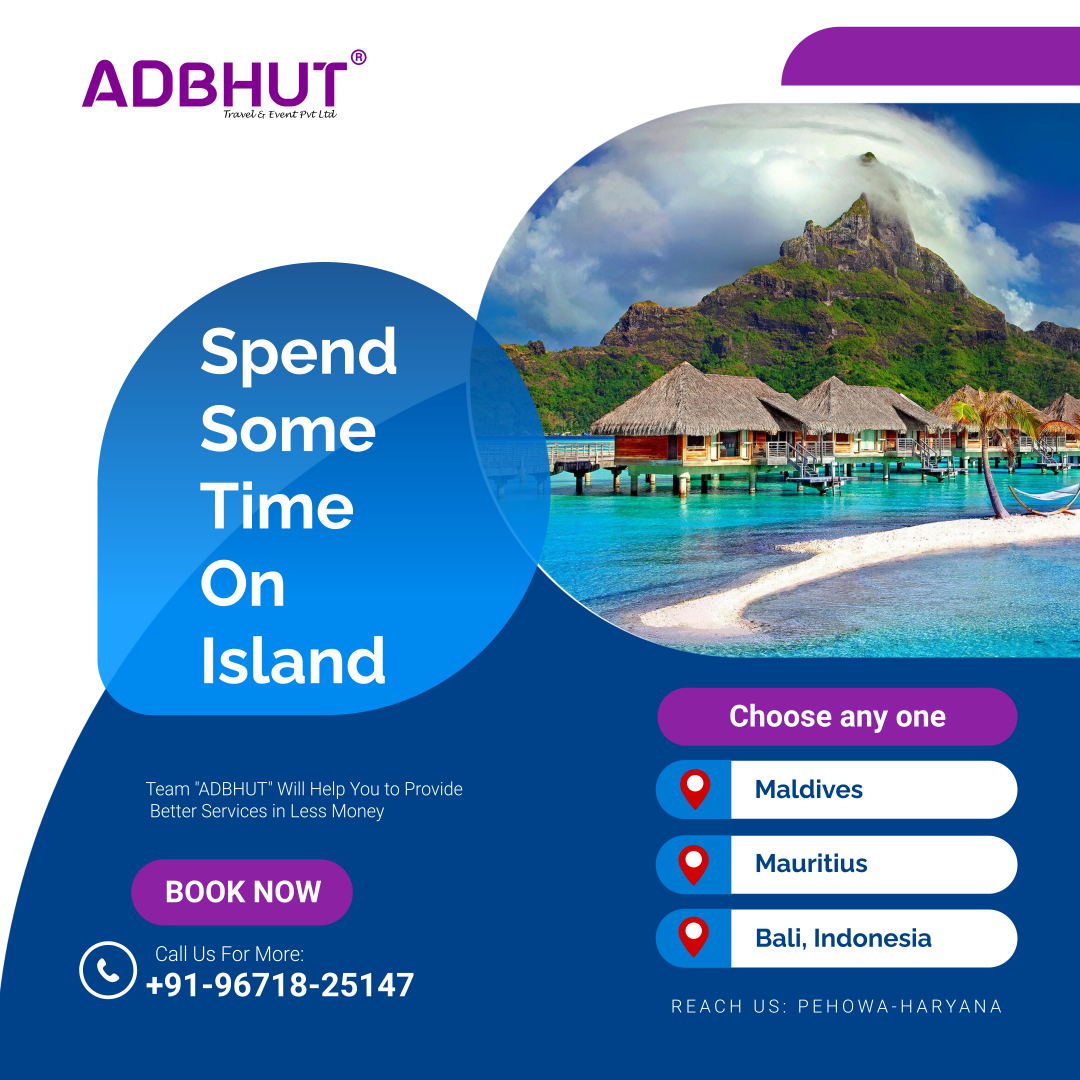 ADBHUT®
Travel & Event Pvt Ltd
Spend
Some
Time
On
Island
Team "ADBHUT" Will Help You to Provide
Better Services in Less Money
BOOK NOW
Call Us For More:
+91-96718-25147
Choose any one
Maldives
Mauritius
Bali, Indonesia
REACH US: PEHOWA-HARYANA